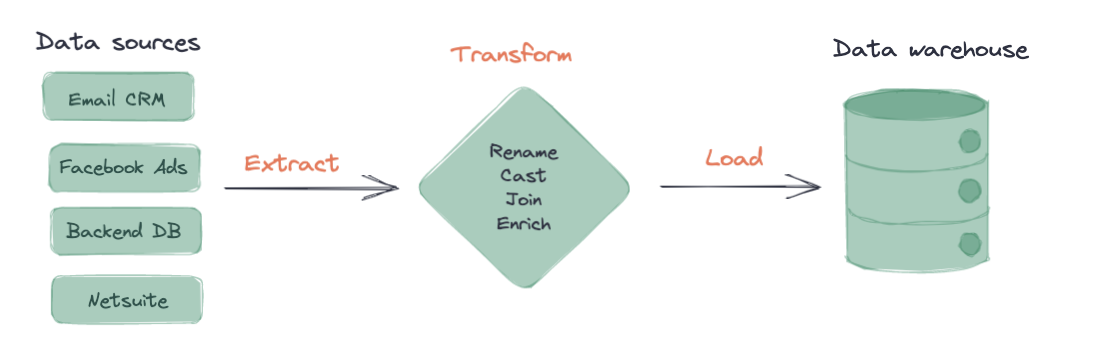 Data sources
Email CRM
Facebook Ads
Backend DB
Netsuite
Extract
Transform
Rename
Cast
Join
Enrich
Load
Data warehouse